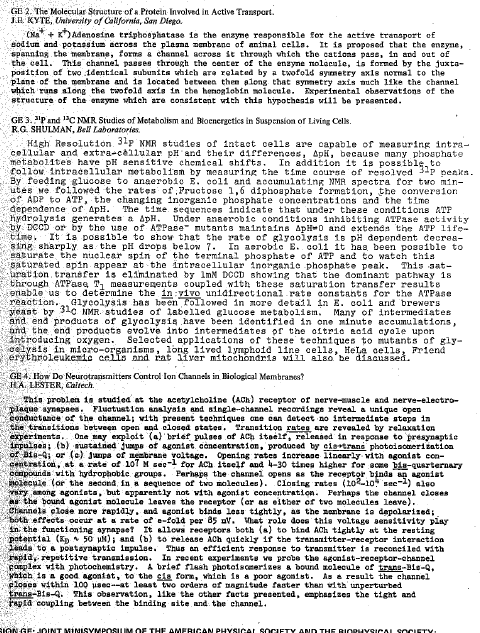 GE 2. The Molecular Structure of a Protein Involved in Active Transport.
J.E. KYTE, University of California, San Diego.
(Na+ + K+)Adenosine triphosphatase is the enzyme responsible for the active transport of
sodium and potassium across the plasma membrane of animal cells. It is proposed that the enzyme,
spanning the membrane, forms a channel across it through which the cations pass, in and out of
the cell. This channel passes through the center of the enzyme molecule, is formed by the juxta-
position of two identical subunits which are related by a twofold symmetry axis normal to the
plane of the membrane and is located between them along that symmetry axis much like the channel
which runs along the twofold axis in the hemoglobin molecule. Experimental observations of the
structure of the enzyme which are consistent with this hypothesis will be presented.
GE 3. 31P and 13C NMR Studies of Metabolism and Bioenergetics in Suspension of Living Cells.
R.G. SHULMAN, Bell Laboratories.
High Resolution 31P NMR studies of intact cells are capable of measuring intra-
cellular and extra-cellular pH and their differences, ΔpH, because many phosphate
metabolites have pH sensitive chemical shifts. In addition it is possible to
follow intracellular metabolism by measuring the time course of resolved 31P peaks.
By feeding glucose to anaerobic E. coli and accumulating NMR spectra for two min-
utes we followed the rates of fructose 1,6 diphosphate formation, the conversion
of ADP to ATP, the changing inorganic phosphate concentrations and the time
dependence of ΔpH. The time sequences indicate that under these conditions ATP
hydrolysis generates a ΔpH. Under anaerobic conditions inhibiting ATPase activity
by DCCD or by the use of ATPase- mutants maintains ΔpH=0 and extends the ATP life-
time. It is possible to show that the rate of glycolysis is pH dependent decrea-
sing sharply as the pH drops below 7. In aerobic E. coli it has been possible to
saturate the nuclear spin of the terminal phosphate of ATP and to watch this
saturated spin appear at the intracellular inorganic phosphate peak. This sat-
uration transfer is eliminated by 1mM DCCD showing that the dominant pathway is
through ATPase T1 measurements coupled with these saturation transfer results
enable us to determine the in vivo unidirectional rate constants for the ATPase
reaction. Glycolysis has been followed in more detail in E. coli and brewers
yeast by 31C NMR studies of labelled glucose metabolism. Many of intermediates
and end products of glycolysis have been identified in one minute accumulations,
and the end products evolve into intermediates of the citric acid cycle upon
introducing oxygen. Selected applications of these techniques to mutants of gly-
colysis in micro-organisms, long lived lymphoid line cells, HeLa cells, Friend
erythroleukemic cells and rat liver mitochondria will also be discussed.
GE 4. How Do Neurotransmitters Control Ion Channels in Biological Membranes?
H.A. LESTER, Caltech.
This problem is studied at the acetylcholine (ACh) receptor of nerve-muscle and nerve-electro-
plaque synapses. Fluctuation analysis and single-channel recordings reveal a unique open
conductance of the channel; with present techniques one can detect no intermediate steps in
the transitions between open and closed states. Transition rates are revealed by relaxation
experiments. One may exploit (a) brief pulses of ACh itself, released in response to presynaptic
impulses; (b) sustained jumps of agonist concentration, produced by cis→trans photoisomerization
of Bis-Q; or (c) jumps of membrane voltage. Opening rates increase linearly with agonist con-
centration, at a rate of 10⁷ M sec⁻¹ for ACh itself and 4-30 times higher for some bis-quarternary
compounds with hydrophobic groups. Perhaps the channel opens as the receptor binds an agonist
molecule (or the second in a sequence of two molecules). Closing rates (10²-10⁴ sec⁻¹) also
vary among agonists, but apparently not with agonist concentration. Perhaps the channel closes
as the bound agonist molecule leaves the receptor (or as either of two molecules leave).
Channels close more rapidly, and agonist binds less tightly, as the membrane is depolarized;
both effects occur at a rate of e-fold per 85 mV. What role does this voltage sensitivity play
in the functioning synapse? It allows receptors both (a) to bind ACh tightly at the resting
potential (KD ~ 50 µM); and (b) to release ACh quickly if the transmitter-receptor interaction
leads to a postsynaptic impulse. Thus an efficient response to transmitter is reconciled with
rapid, repetitive transmission. In recent experiments we probe the agonist-receptor-channel
complex with photochemistry. A brief flash photoisomerizes a bound molecule of trans-Bis-Q,
which is a good agonist, to the cis form, which is a poor agonist. As a result the channel
closes within 100 µsec--at least two orders of magnitude faster than with unperturbed
trans-Bis-Q. This observation, like the other facts presented, emphasizes the tight and
rapid coupling between the binding site and the channel.
SION GE: JOINT MINISYMPOSIUM OF THE AMERICAN PHYSICAL SOCIETY AND THE BIOPHYSICAL SOCIETY: